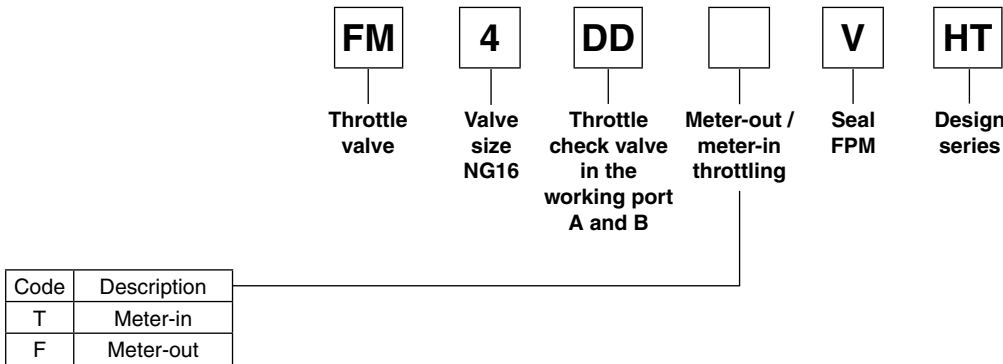 FM 4 DD V HT
Throttle valve
Valve size NG16
Throttle check valve in the working port A and B
Meter-out / meter-in throttling
Seal FPM
Design series
Code Description
T Meter-in
F Meter-out